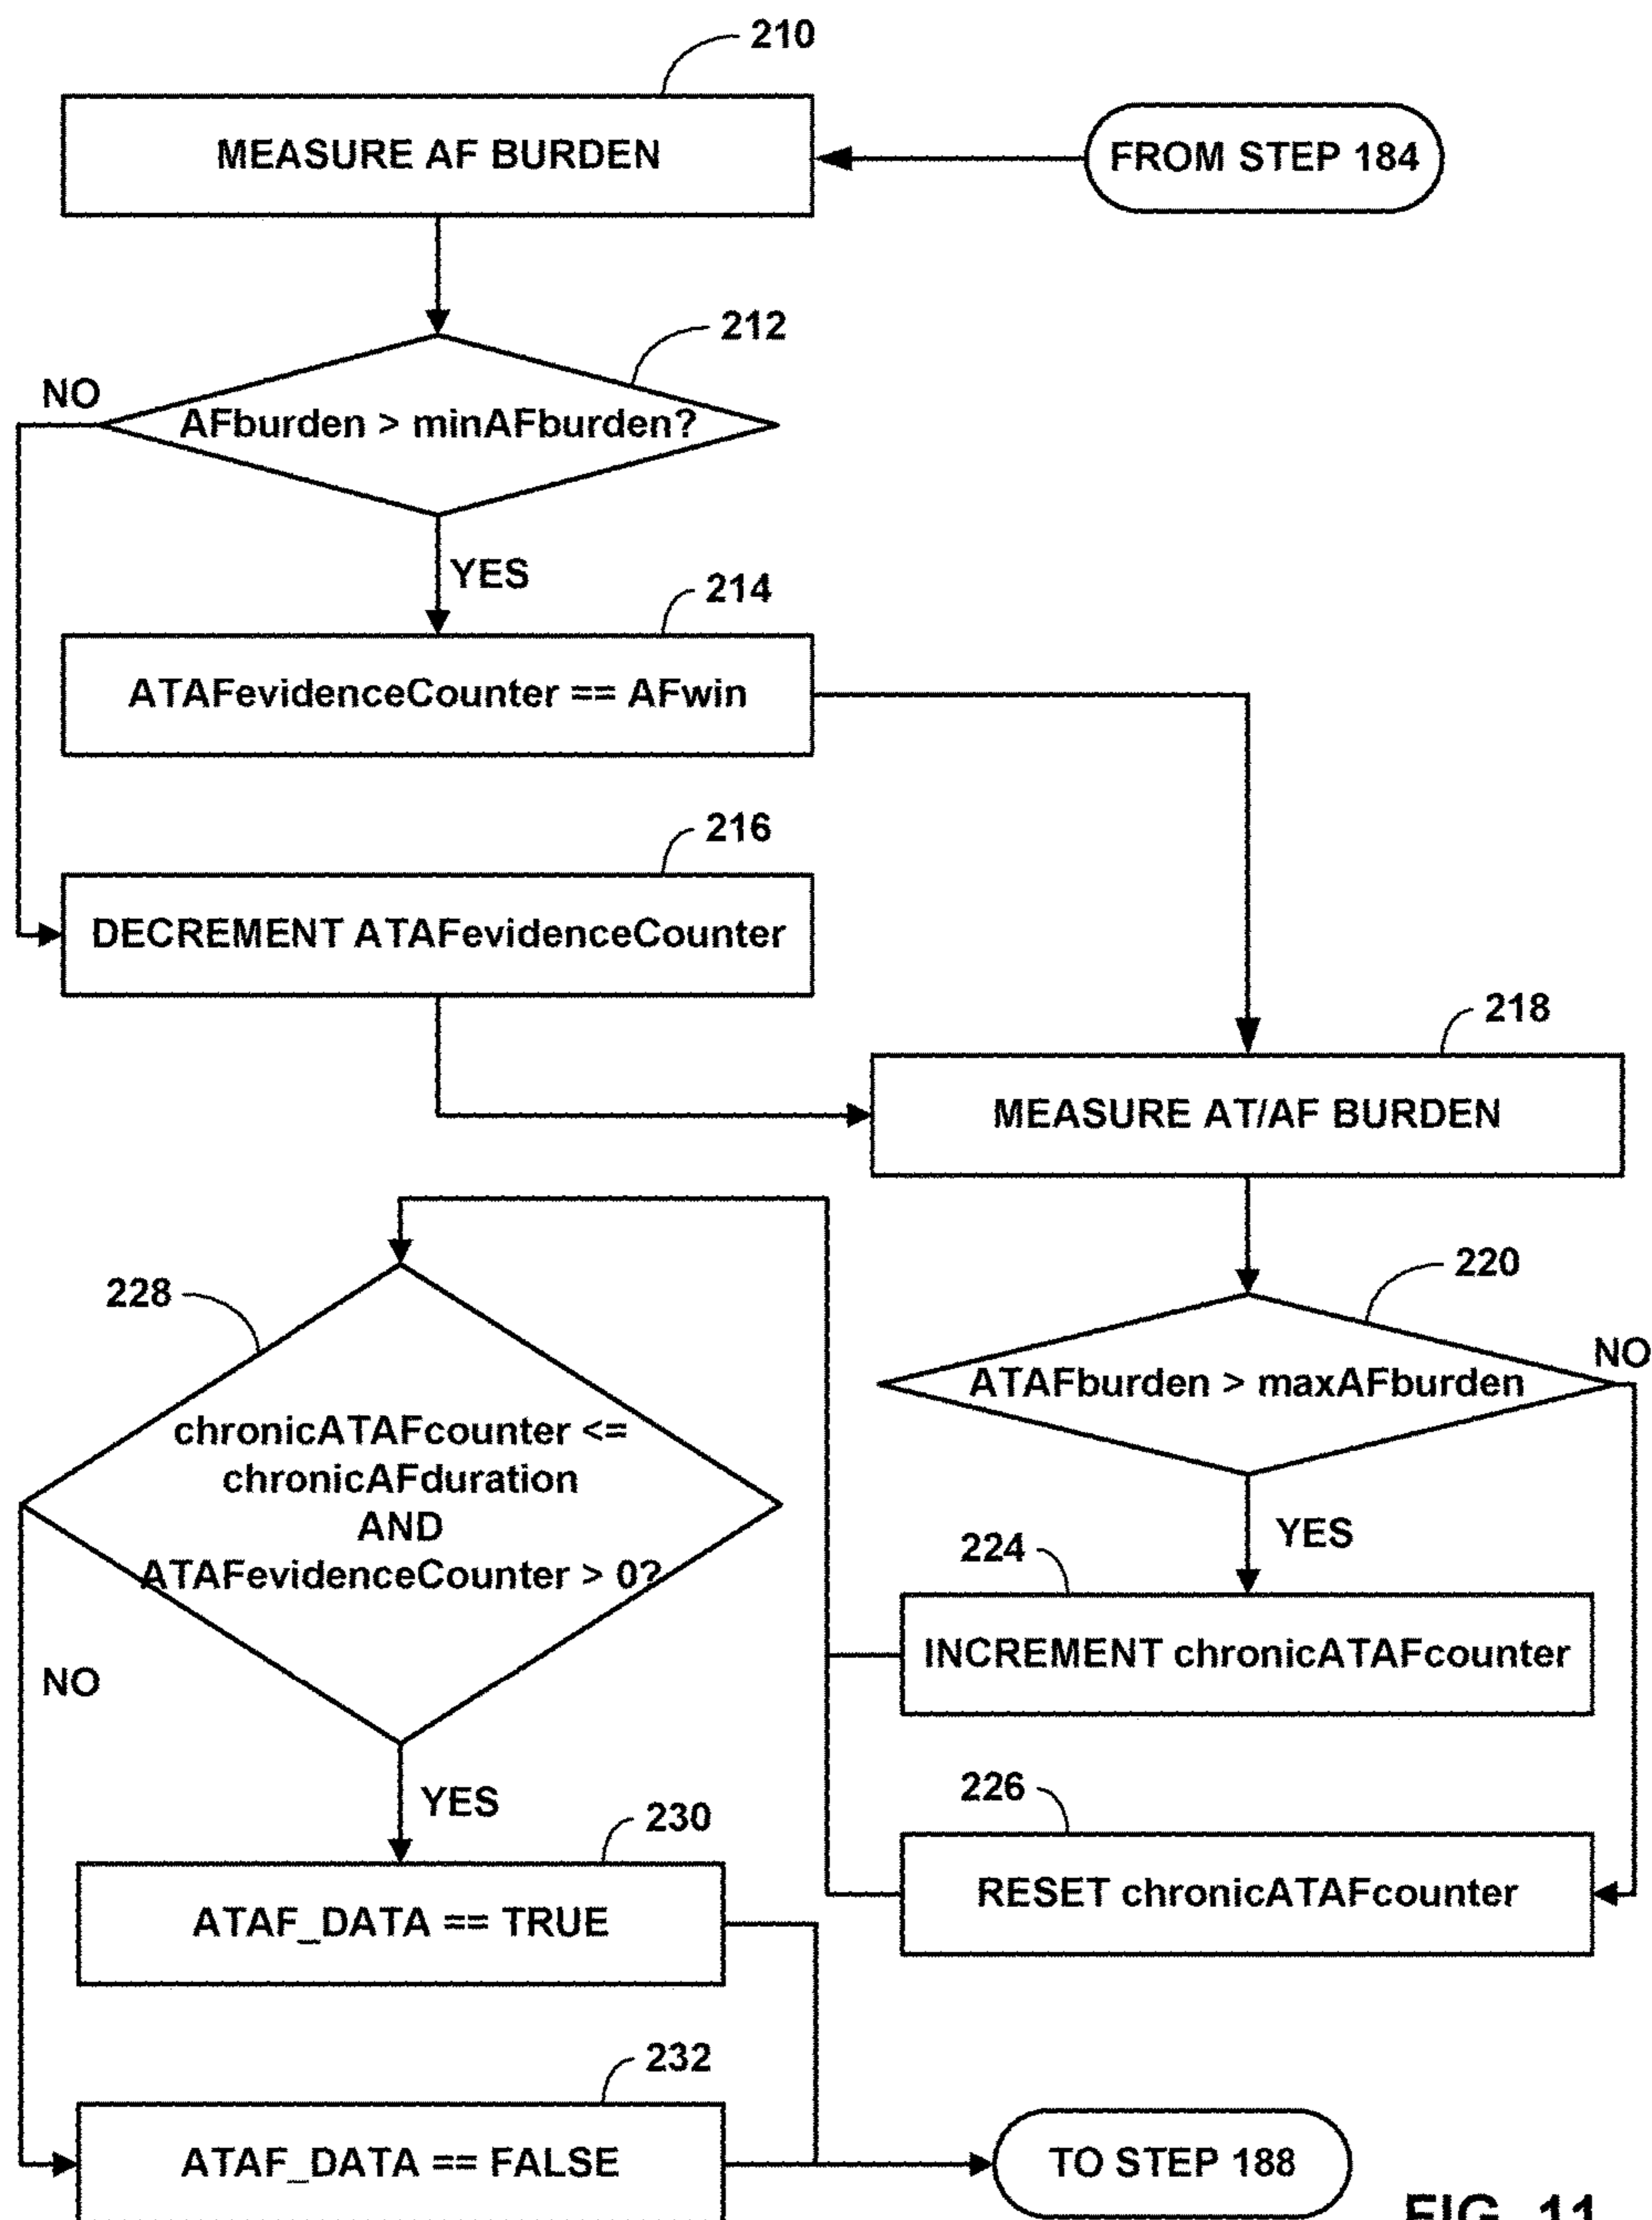 210
MEASURE AF BURDEN
FROM STEP 184
212
NO
AFburden > minAFburden?
YES
214
ATAFevidenceCounter == AFwin
216
DECREMENT ATAFevidenceCounter
218
MEASURE AT/AF BURDEN
220
NO
ATAFburden > maxAFburden
YES
224
INCREMENT chronicATAFcounter
226
RESET chronicATAFcounter
228
chronicATAFcounter <=
chronicAFduration
AND
ATAFevidenceCounter > 0?
NO
YES
230
ATAF_DATA == TRUE
232
ATAF_DATA == FALSE
TO STEP 188
FIG. 11